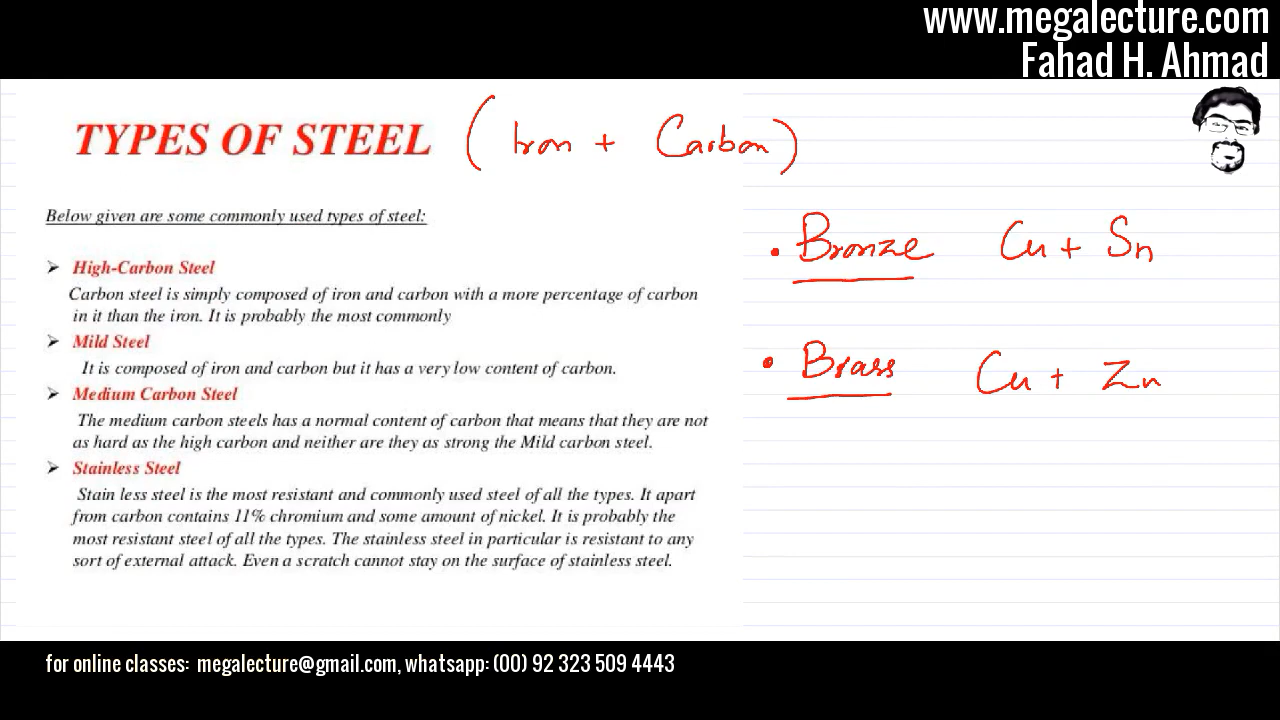 www.megalecture.com
Fahad H. Ahmad
TYPES OF STEEL (Iron + Carbon)
Below given are some commonly used types of steel:
➤ High-Carbon Steel
Carbon steel is simply composed of iron and carbon with a more percentage of carbon
in it than the iron. It is probably the most commonly
➤ Mild Steel
It is composed of iron and carbon but it has a very low content of carbon.
➤ Medium Carbon Steel
The medium carbon steels has a normal content of carbon that means that they are not
as hard as the high carbon and neither are they as strong the Mild carbon steel.
➤ Stainless Steel
Stain less steel is the most resistant and commonly used steel of all the types. It apart
from carbon contains 11% chromium and some amount of nickel. It is probably the
most resistant steel of all the types. The stainless steel in particular is resistant to any
sort of external attack. Even a scratch cannot stay on the surface of stainless steel.
• Bronze Cu + Sn
• Brass Cu + Zn
for online classes: megalecture@gmail.com, whatsapp: (00) 92 323 509 4443